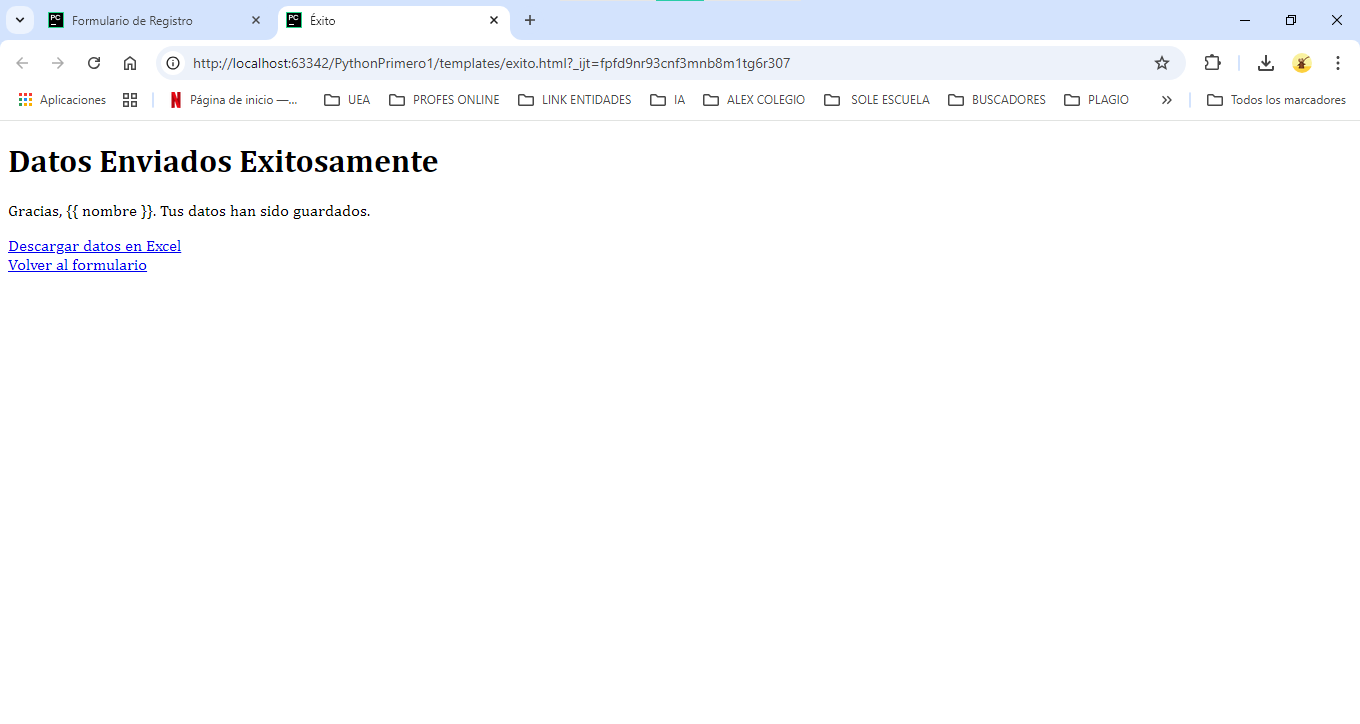 Formulario de Registro
Éxito
http://localhost:63342/PythonPrimero1/templates/exito.html?_ijt=fpfd9nr93cnf3mnb8m1tg6r307
Aplicaciones N Página de inicio —... UEA PROFES ONLINE LINK ENTIDADES IA ALEX COLEGIO SOLE ESCUELA BUSCADORES PLAGIO » Todos los marcadores
Datos Enviados Exitosamente
Gracias, {{ nombre }}. Tus datos han sido guardados.
Descargar datos en Excel
Volver al formulario